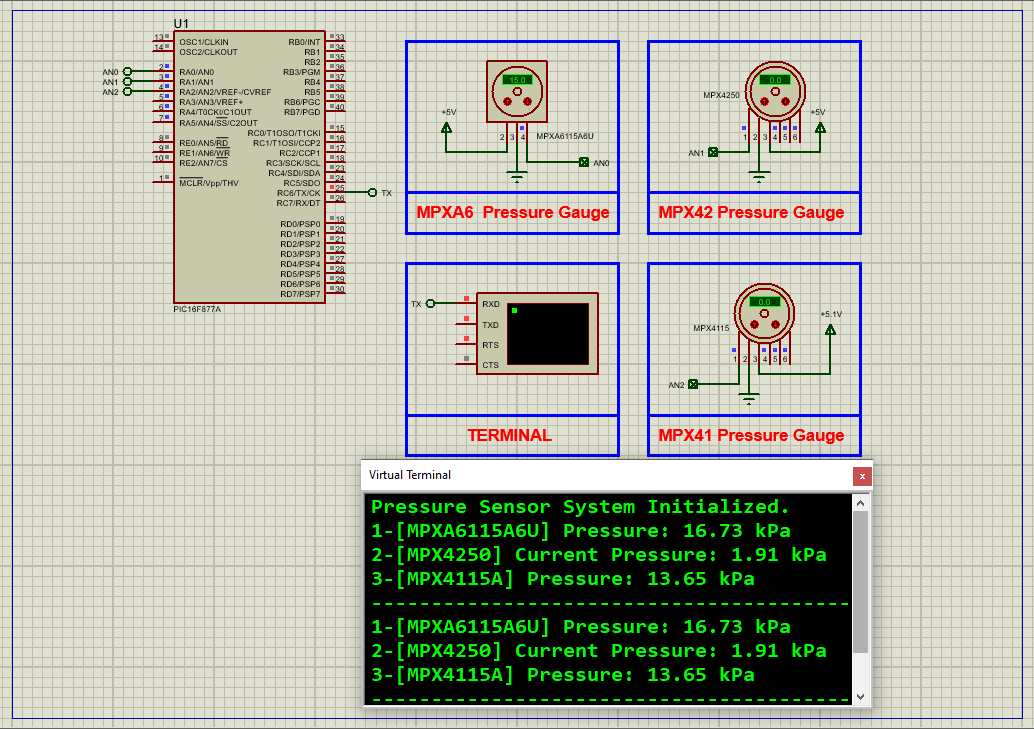 U1
13
14
2
3
4
5
6
7
8
9
10
1
OSC1/CLKIN
OSC2/CLKOUT
RA0/AN0
RA1/AN1
RA2/AN2/VREF-/CVREF
RA3/AN3/VREF+
RA4/T0CKI/C1OUT
RA5/AN4/SS/C2OUT
RE0/AN5/RD
RE1/AN6/WR
RE2/AN7/CS
MCLR/Vpp/THV
RB0/INT
RB1
RB2
RB3/PGM
RB4
RB5
RB6/PGC
RB7/PGD
RC0/T1OSO/T1CKI
RC1/T1OSI/CCP2
RC2/CCP1
RC3/SCK/SCL
RC4/SDI/SDA
RC5/SDO
RC6/TX/CK
RC7/RX/DT
RD0/PSP0
RD1/PSP1
RD2/PSP2
RD3/PSP3
RD4/PSP4
RD5/PSP5
RD6/PSP6
RD7/PSP7
33
34
35
36
37
38
39
40
15
16
17
18
23
24
25
26
19
20
21
22
27
28
29
30
AN0
AN1
AN2
TX
PIC16F877A
15.0
+5V
2 3 4
MPXA6115A6U
AN0
MPXA6 Pressure Gauge
0.0
MPX4250
+5V
1 2 3 4 5 6
AN1
MPX42 Pressure Gauge
TX
RXD
TXD
RTS
CTS
TERMINAL
0.0
MPX4115
+5.1V
1 2 3 4 5 6
AN2
MPX41 Pressure Gauge
Virtual Terminal
x
Pressure Sensor System Initialized.
1-[MPXA6115A6U] Pressure: 16.73 kPa
2-[MPX4250] Current Pressure: 1.91 kPa
3-[MPX4115A] Pressure: 13.65 kPa
----------------------------------------
1-[MPXA6115A6U] Pressure: 16.73 kPa
2-[MPX4250] Current Pressure: 1.91 kPa
3-[MPX4115A] Pressure: 13.65 kPa
----------------------------------------